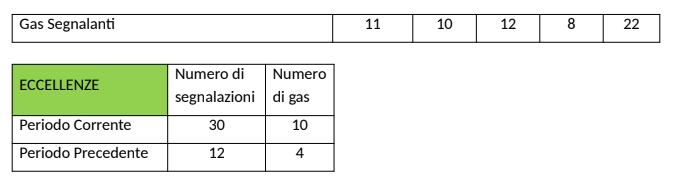 Gas Segnalanti 11 10 12 8 22
ECCELLENZE Numero di segnalazioni Numero di gas
Periodo Corrente 30 10
Periodo Precedente 12 4